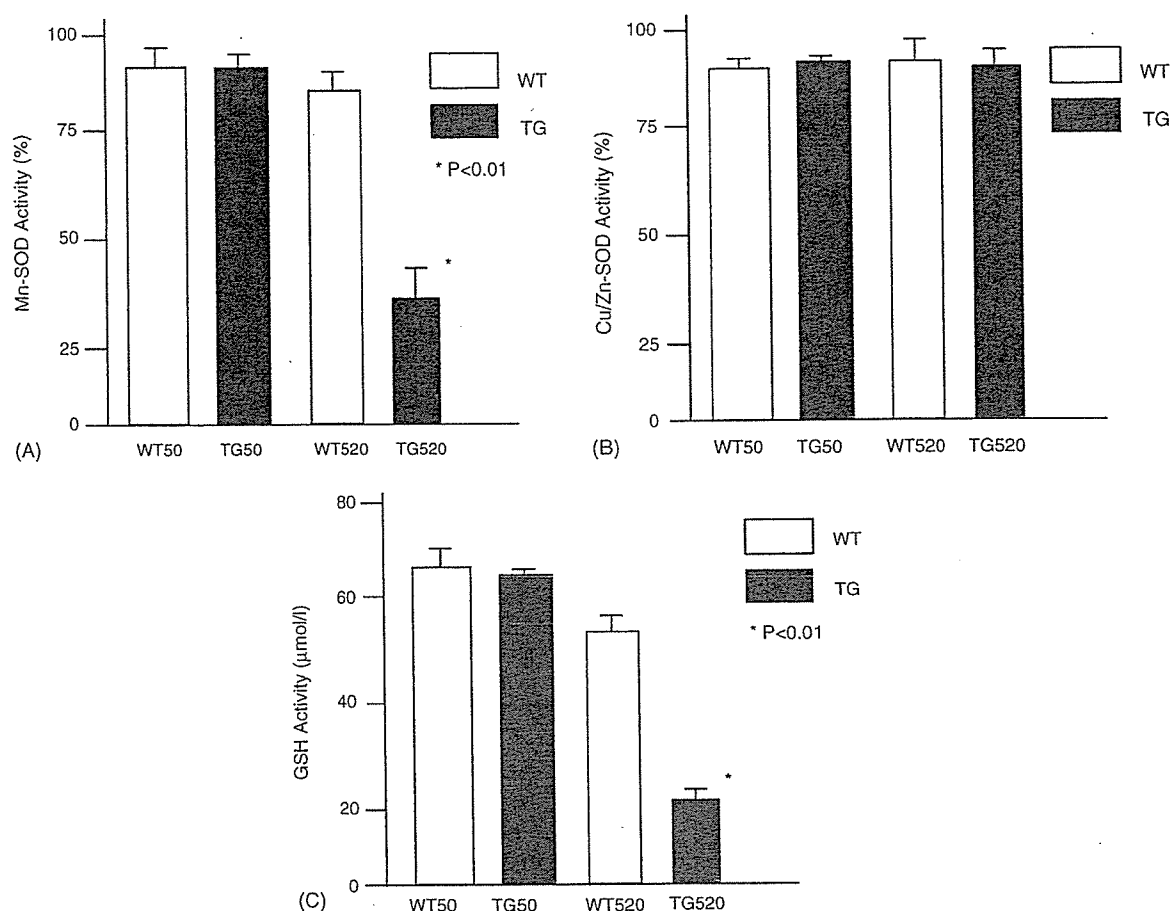 100
75
50
25
0
Mn-SOD Activity (%)
WT
TG
* P<0.01
*
WT50 TG50 WT520 TG520
(A)
100
75
50
25
0
Cu/Zn-SOD Activity (%)
WT
TG
WT50 TG50 WT520 TG520
(B)
80
60
40
20
0
GSH Activity (μmol/l)
WT
TG
* P<0.01
*
WT50 TG50 WT520 TG520
(C)